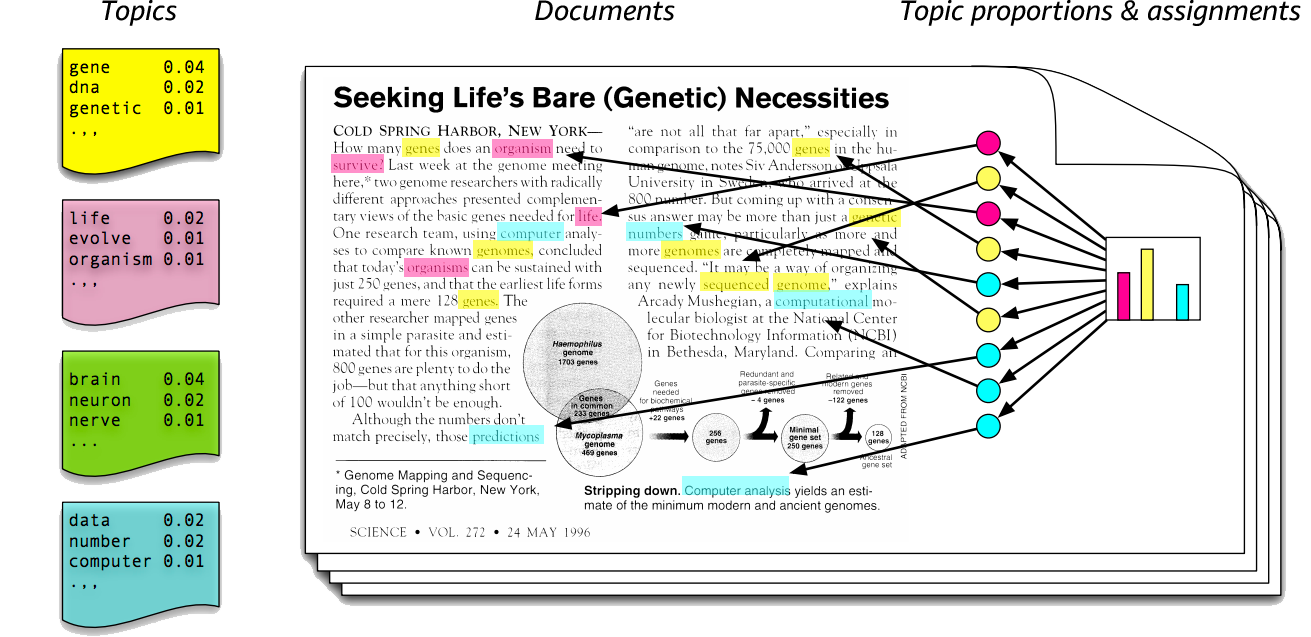 Topics
Documents
Topic proportions & assignments
gene 0.04
dna 0.02
genetic 0.01
.,,
life 0.02
evolve 0.01
organism 0.01
.,,
brain 0.04
neuron 0.02
nerve 0.01
...
data 0.02
number 0.02
computer 0.01
.,,
Seeking Life's Bare (Genetic) Necessities
COLD SPRING HARBOR, NEW YORK—
How many genes does an organism need to
survive? Last week at the genome meeting
here,* two genome researchers with radically
different approaches presented complemen-
tary views of the basic genes needed for life.
One research team, using computer analy-
ses to compare known genomes, concluded
that today's organisms can be sustained with
just 250 genes, and that the earliest life forms
required a mere 128 genes. The
other researcher mapped genes
in a simple parasite and esti-
mated that for this organism,
800 genes are plenty to do the
job—but that anything short
of 100 wouldn't be enough.
Although the numbers don't
match precisely, those predictions
* Genome Mapping and Sequenc-
ing, Cold Spring Harbor, New York,
May 8 to 12.
"are not all that far apart," especially in
comparison to the 75,000 genes in the hu-
man genome, notes Siv Andersson of Uppsala
University in Sweden, who arrived at the
800 number. But coming up with a consen-
sus answer may be more than just a genetic
numbers game, particularly as more and
more genomes are completely mapped and
sequenced. "It may be a way of organizing
any newly sequenced genome," explains
Arcady Mushegian, a computational mo-
lecular biologist at the National Center
for Biotechnology Information (NCBI)
in Bethesda, Maryland. Comparing an
Haemophilus
genome
1703 genes
Genes
in common
233 genes
Mycoplasma
genome
469 genes
Genes
needed
for biochemical
pathways
+22 genes
256
genes
Redundant and
parasite-specific
genes removed
– 4 genes
Minimal
gene set
250 genes
Related and
modern genes
removed
–122 genes
128
genes
Ancestral
gene set
ADAPTED FROM NCBI
Stripping down. Computer analysis yields an esti-
mate of the minimum modern and ancient genomes.
SCIENCE • VOL. 272 • 24 MAY 1996